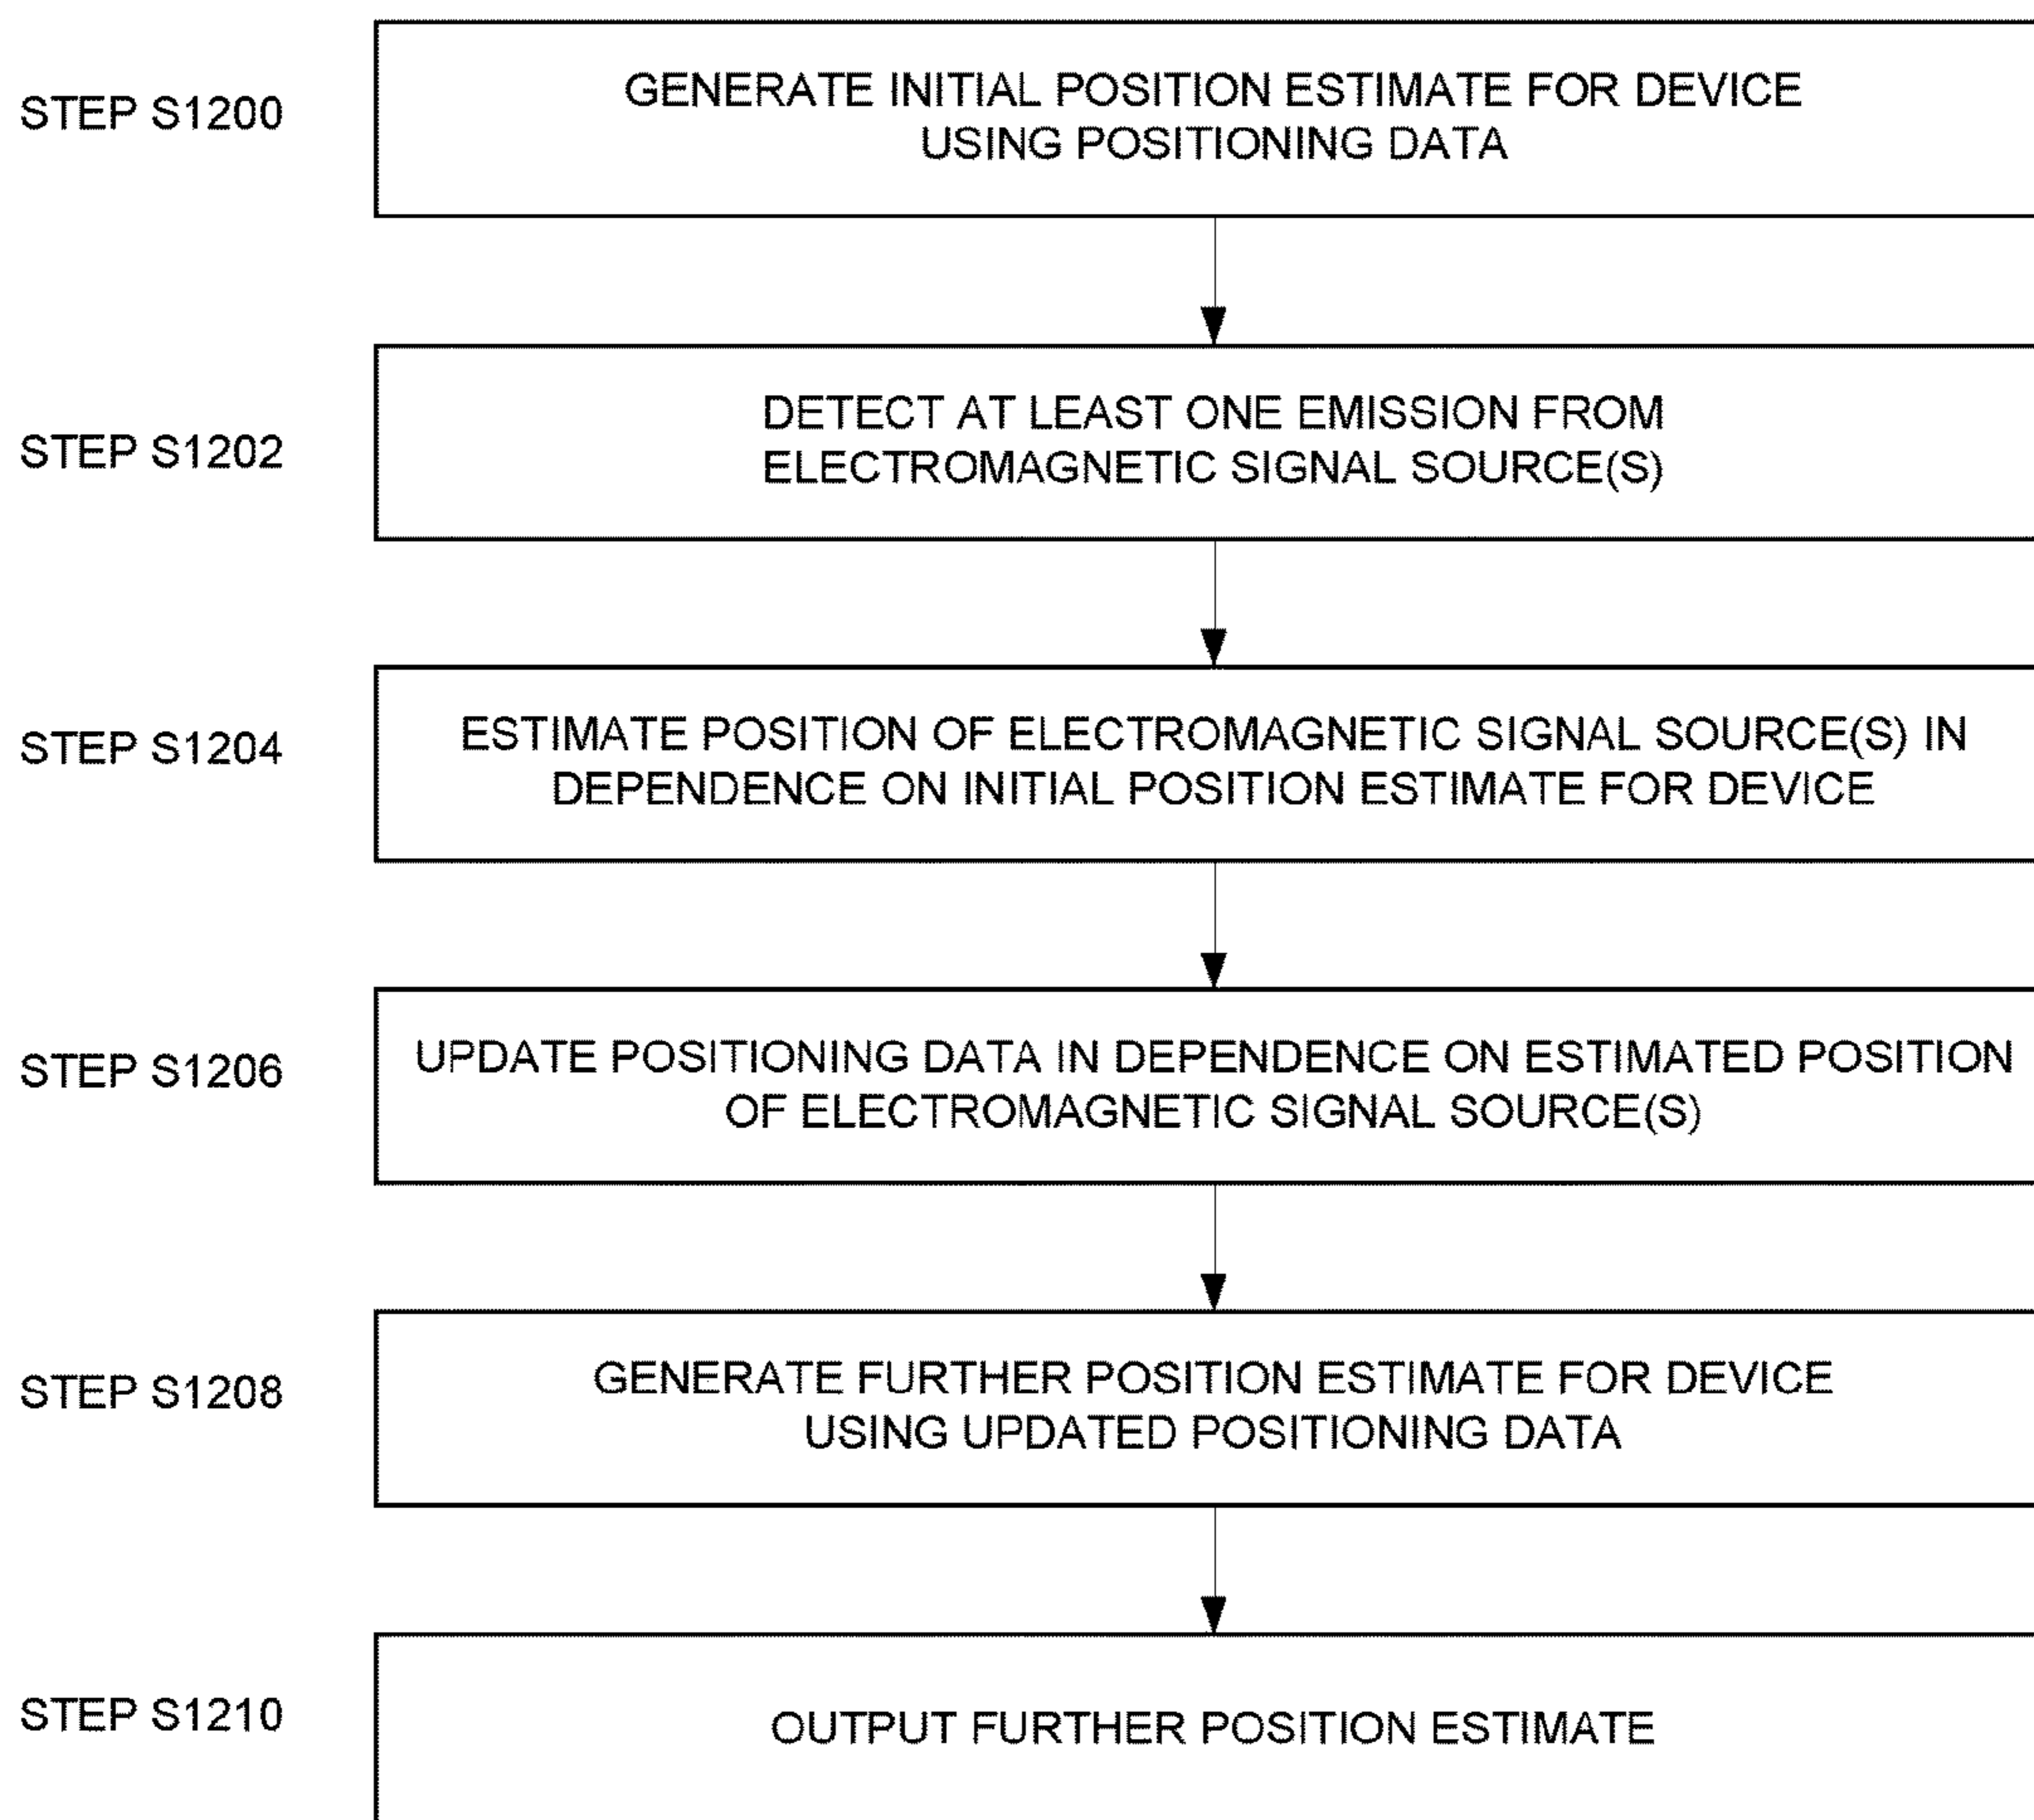 STEP S1200
GENERATE INITIAL POSITION ESTIMATE FOR DEVICE
USING POSITIONING DATA
STEP S1202
DETECT AT LEAST ONE EMISSION FROM
ELECTROMAGNETIC SIGNAL SOURCE(S)
STEP S1204
ESTIMATE POSITION OF ELECTROMAGNETIC SIGNAL SOURCE(S) IN
DEPENDENCE ON INITIAL POSITION ESTIMATE FOR DEVICE
STEP S1206
UPDATE POSITIONING DATA IN DEPENDENCE ON ESTIMATED POSITION
OF ELECTROMAGNETIC SIGNAL SOURCE(S)
STEP S1208
GENERATE FURTHER POSITION ESTIMATE FOR DEVICE
USING UPDATED POSITIONING DATA
STEP S1210
OUTPUT FURTHER POSITION ESTIMATE